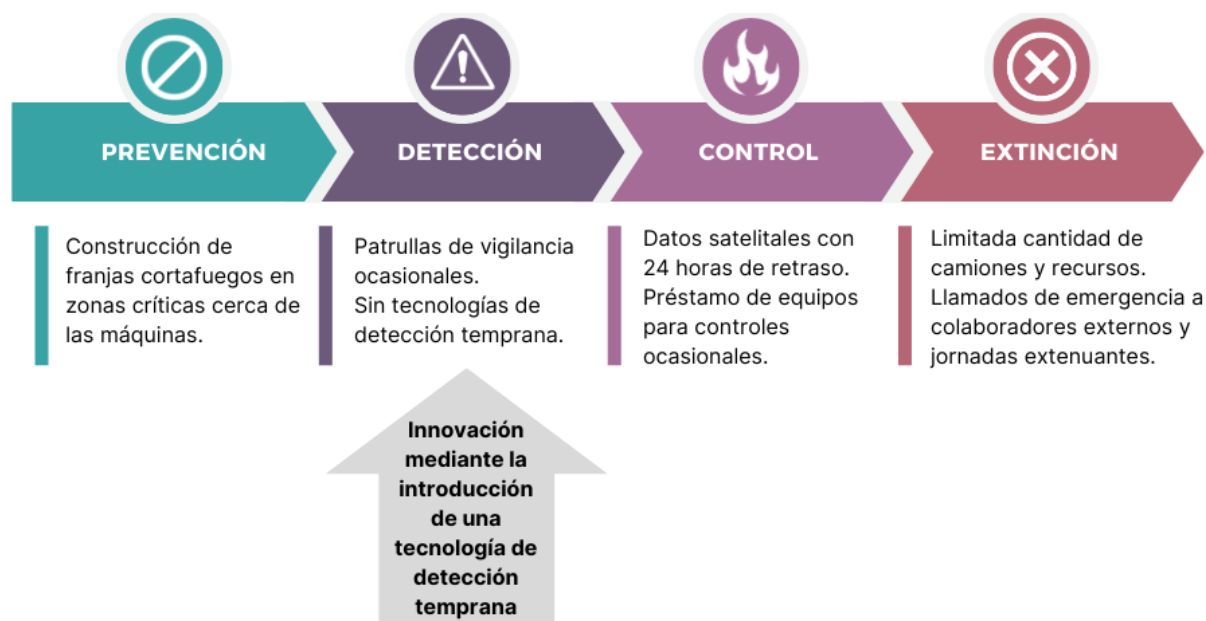 PREVENCIÓN
DETECCIÓN
CONTROL
EXTINCIÓN
Construcción de
franjas cortafuegos en
zonas críticas cerca de
las máquinas.
Patrullas de vigilancia
ocasionales.
Sin tecnologías de
detección temprana.
Datos satelitales con
24 horas de retraso.
Préstamo de equipos
para controles
ocasionales.
Limitada cantidad de
camiones y recursos.
Llamados de emergencia a
colaboradores externos y
jornadas extenuantes.
Innovación
mediante la
introducción
de una
tecnología de
detección
temprana